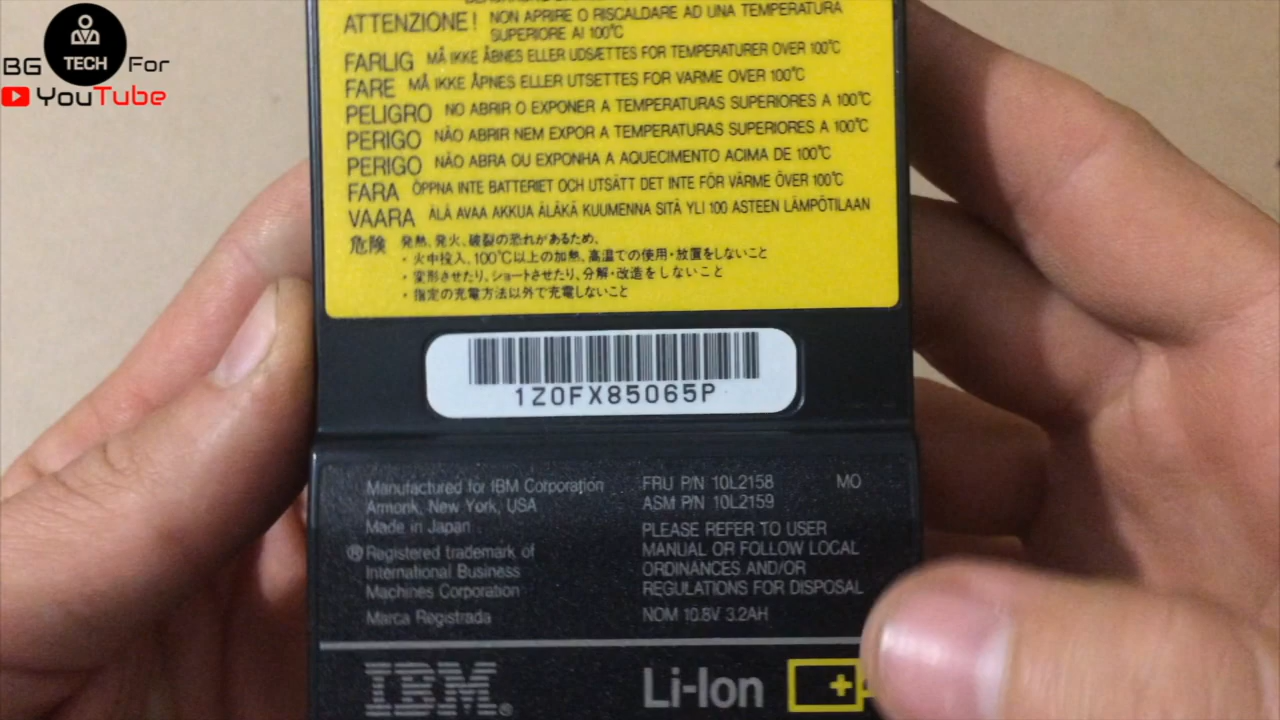 BG TECH For
YouTube
ATTENZIONE! NON APRIRE O RISCALDARE AD UNA TEMPERATURA
SUPERIORE AI 100°C
FARLIG MÅ IKKE ÅBNES ELLER UDSÆTTES FOR TEMPERATURER OVER 100°C
FARE MÅ IKKE ÅPNES ELLER UTSETTES FOR VARME OVER 100°C
PELIGRO NO ABRIR O EXPONER A TEMPERATURAS SUPERIORES A 100°C
PERIGO NÃO ABRIR NEM EXPOR A TEMPERATURAS SUPERIORES A 100°C
PERIGO NÃO ABRA OU EXPONHA A AQUECIMENTO ACIMA DE 100°C
FARA ÖPPNA INTE BATTERIET OCH UTSÄTT DET INTE FÖR VÄRME ÖVER 100°C
VAARA ÄLÄ AVAA AKKUA ÄLÄKÄ KUUMENNA SITÄ YLI 100 ASTEEN LÄMPÖTILAAN
危険 発熱、発火、破裂の恐れがあるため、
・火中投入、100℃以上の加熱、高温での使用・放置をしないこと
・変形させたり、ショートさせたり、分解・改造をしないこと
・指定の充電方法以外で充電しないこと
1Z0FX85065P
Manufactured for IBM Corporation
Armonk, New York, USA
Made in Japan
® Registered trademark of
International Business
Machines Corporation
Marca Registrada
FRU P/N 10L2158 MO
ASM P/N 10L2159
PLEASE REFER TO USER
MANUAL OR FOLLOW LOCAL
ORDINANCES AND/OR
REGULATIONS FOR DISPOSAL
NOM 10.8V 3.2AH
IBM® Li-Ion +